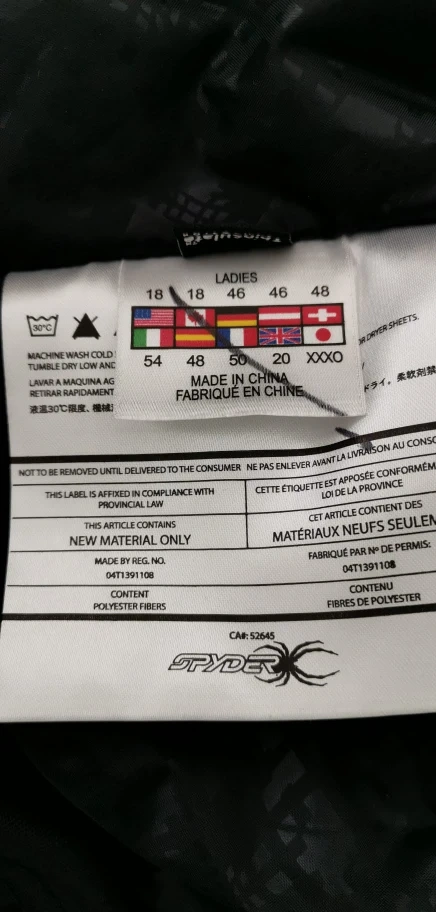 LADIES
18 18 46 46 48
54 48 50 20 XXXO
MADE IN CHINA
FABRIQUÉ EN CHINE
30°C
MACHINE WASH COLD
TUMBLE DRY LOW AND
LAVAR A MAQUINA AG
RETIRAR RAPIDAMENT
液温30℃限度、機械
R DRYER SHEETS.
ドライ。柔軟剤禁
NOT TO BE REMOVED UNTIL DELIVERED TO THE CONSUMER NE PAS ENLEVER AVANT LA LIVRAISON AU CONSO
THIS LABEL IS AFFIXED IN COMPLIANCE WITH
PROVINCIAL LAW
CETTE ÉTIQUETTE EST APPOSÉE CONFORMÉM
LOI DE LA PROVINCE
THIS ARTICLE CONTAINS
NEW MATERIAL ONLY
CET ARTICLE CONTIENT DES
MATÉRIAUX NEUFS SEULEM
MADE BY REG. NO.
04T1391108
FABRIQUÉ PAR Nº DE PERMIS:
04T1391108
CONTENT
POLYESTER FIBERS
CONTENU
FIBRES DE POLYESTER
CA#: 52645
SPYDER